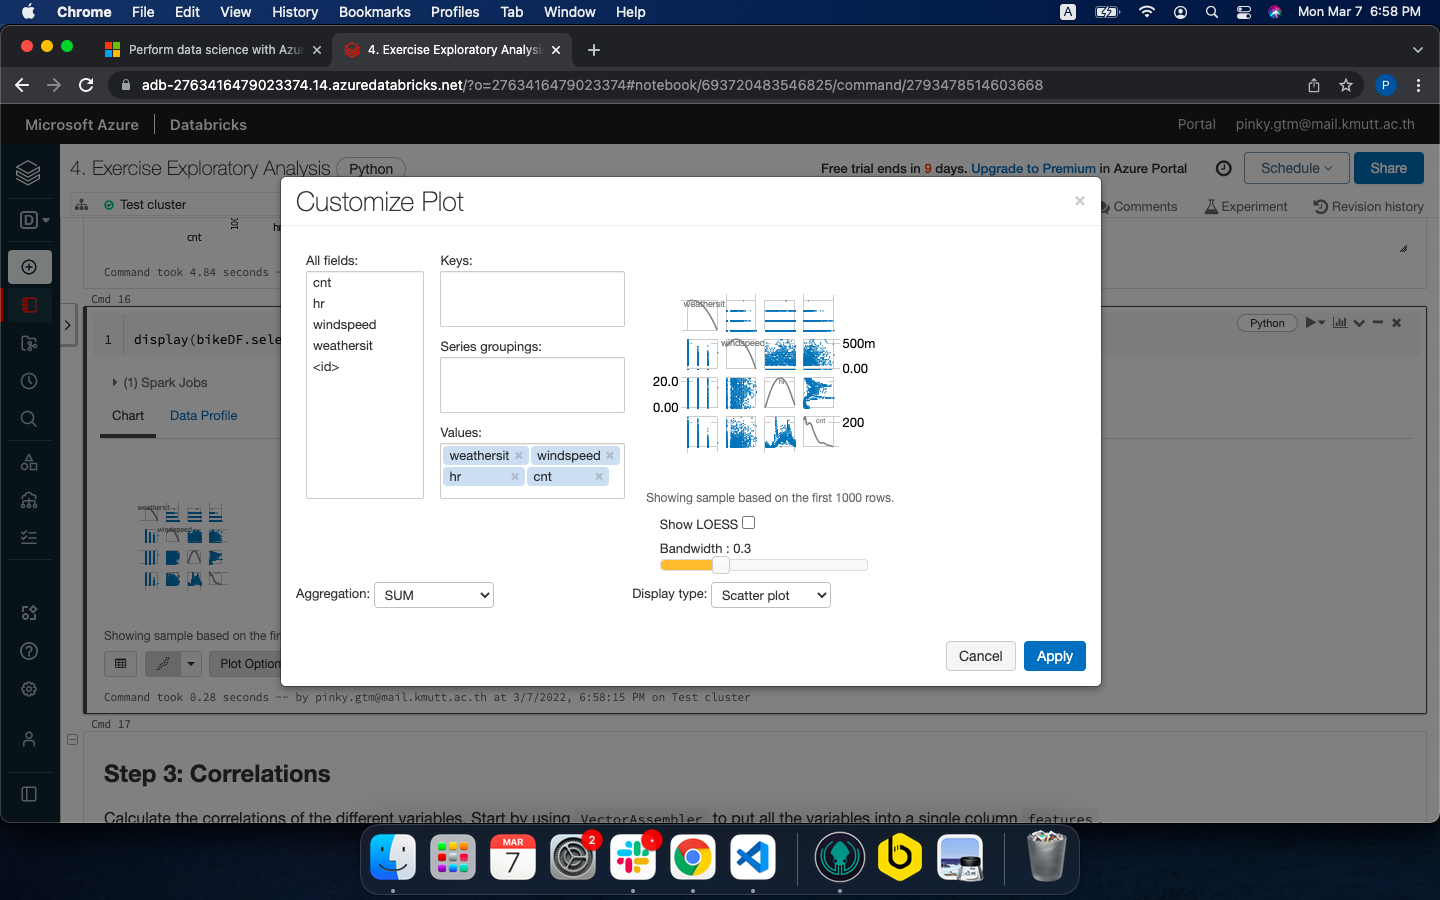 Chrome File Edit View History Bookmarks Profiles Tab Window Help A Mon Mar 7 6:58 PM
Perform data science with Azu 4. Exercise Exploratory Analysi
adb-2763416479023374.14.azuredatabricks.net/?o=2763416479023374#notebook/693720483546825/command/2793478514603668 P
Microsoft Azure Databricks Portal pinky.gtm@mail.kmutt.ac.th
4. Exercise Exploratory Analysis Python Free trial ends in 9 days. Upgrade to Premium in Azure Portal Schedule Share
Test cluster Comments Experiment Revision history
D
cnt
Command took 4.84 seconds --
Cmd 16
Python
1 display(bikeDF.sele
(1) Spark Jobs
Chart Data Profile
weathersit
windspeed
Showing sample based on the fir
Plot Option
Command took 0.28 seconds -- by pinky.gtm@mail.kmutt.ac.th at 3/7/2022, 6:58:15 PM on Test cluster
Cmd 17
Step 3: Correlations
Calculate the correlations of the different variables. Start by using VectorAssembler to put all the variables into a single column features.
Customize Plot
All fields:
cnt
hr
windspeed
weathersit
<id>
Keys:
Series groupings:
Values:
weathersit windspeed
hr cnt
weathersit
windspeed 500m
0.00
20.0 hr
0.00
cnt 200
Showing sample based on the first 1000 rows.
Show LOESS
Bandwidth : 0.3
Aggregation: SUM
Display type: Scatter plot
Cancel Apply
MAR
7
2